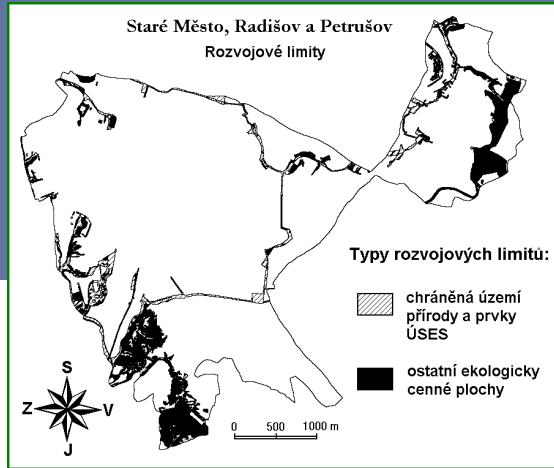 Staré Město, Radišov a Petrušov
Rozvojové limity
Typy rozvojových limitů:
chráněná území
přírody a prvky
ÚSES
ostatní ekologicky
cenné plochy
S
Z
V
J
0 500 1000 m